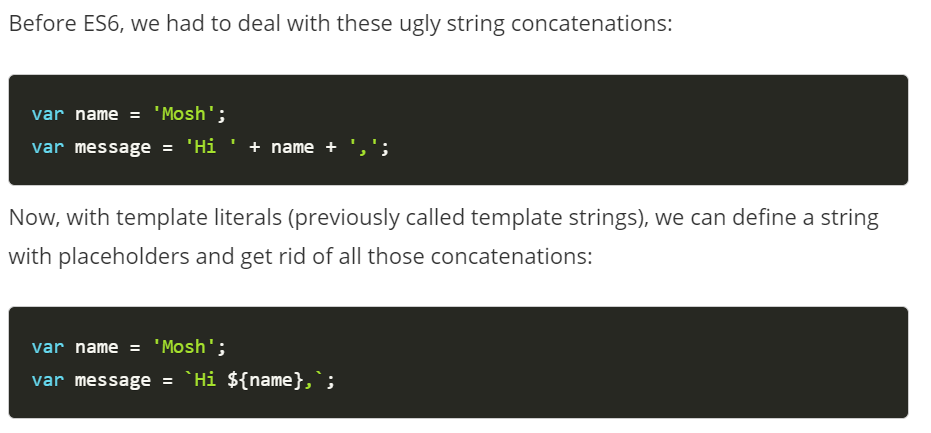 Before ES6, we had to deal with these ugly string concatenations:
var name = 'Mosh';
var message = 'Hi ' + name + ',';
Now, with template literals (previously called template strings), we can define a string
with placeholders and get rid of all those concatenations:
var name = 'Mosh';
var message = `Hi ${name},`;